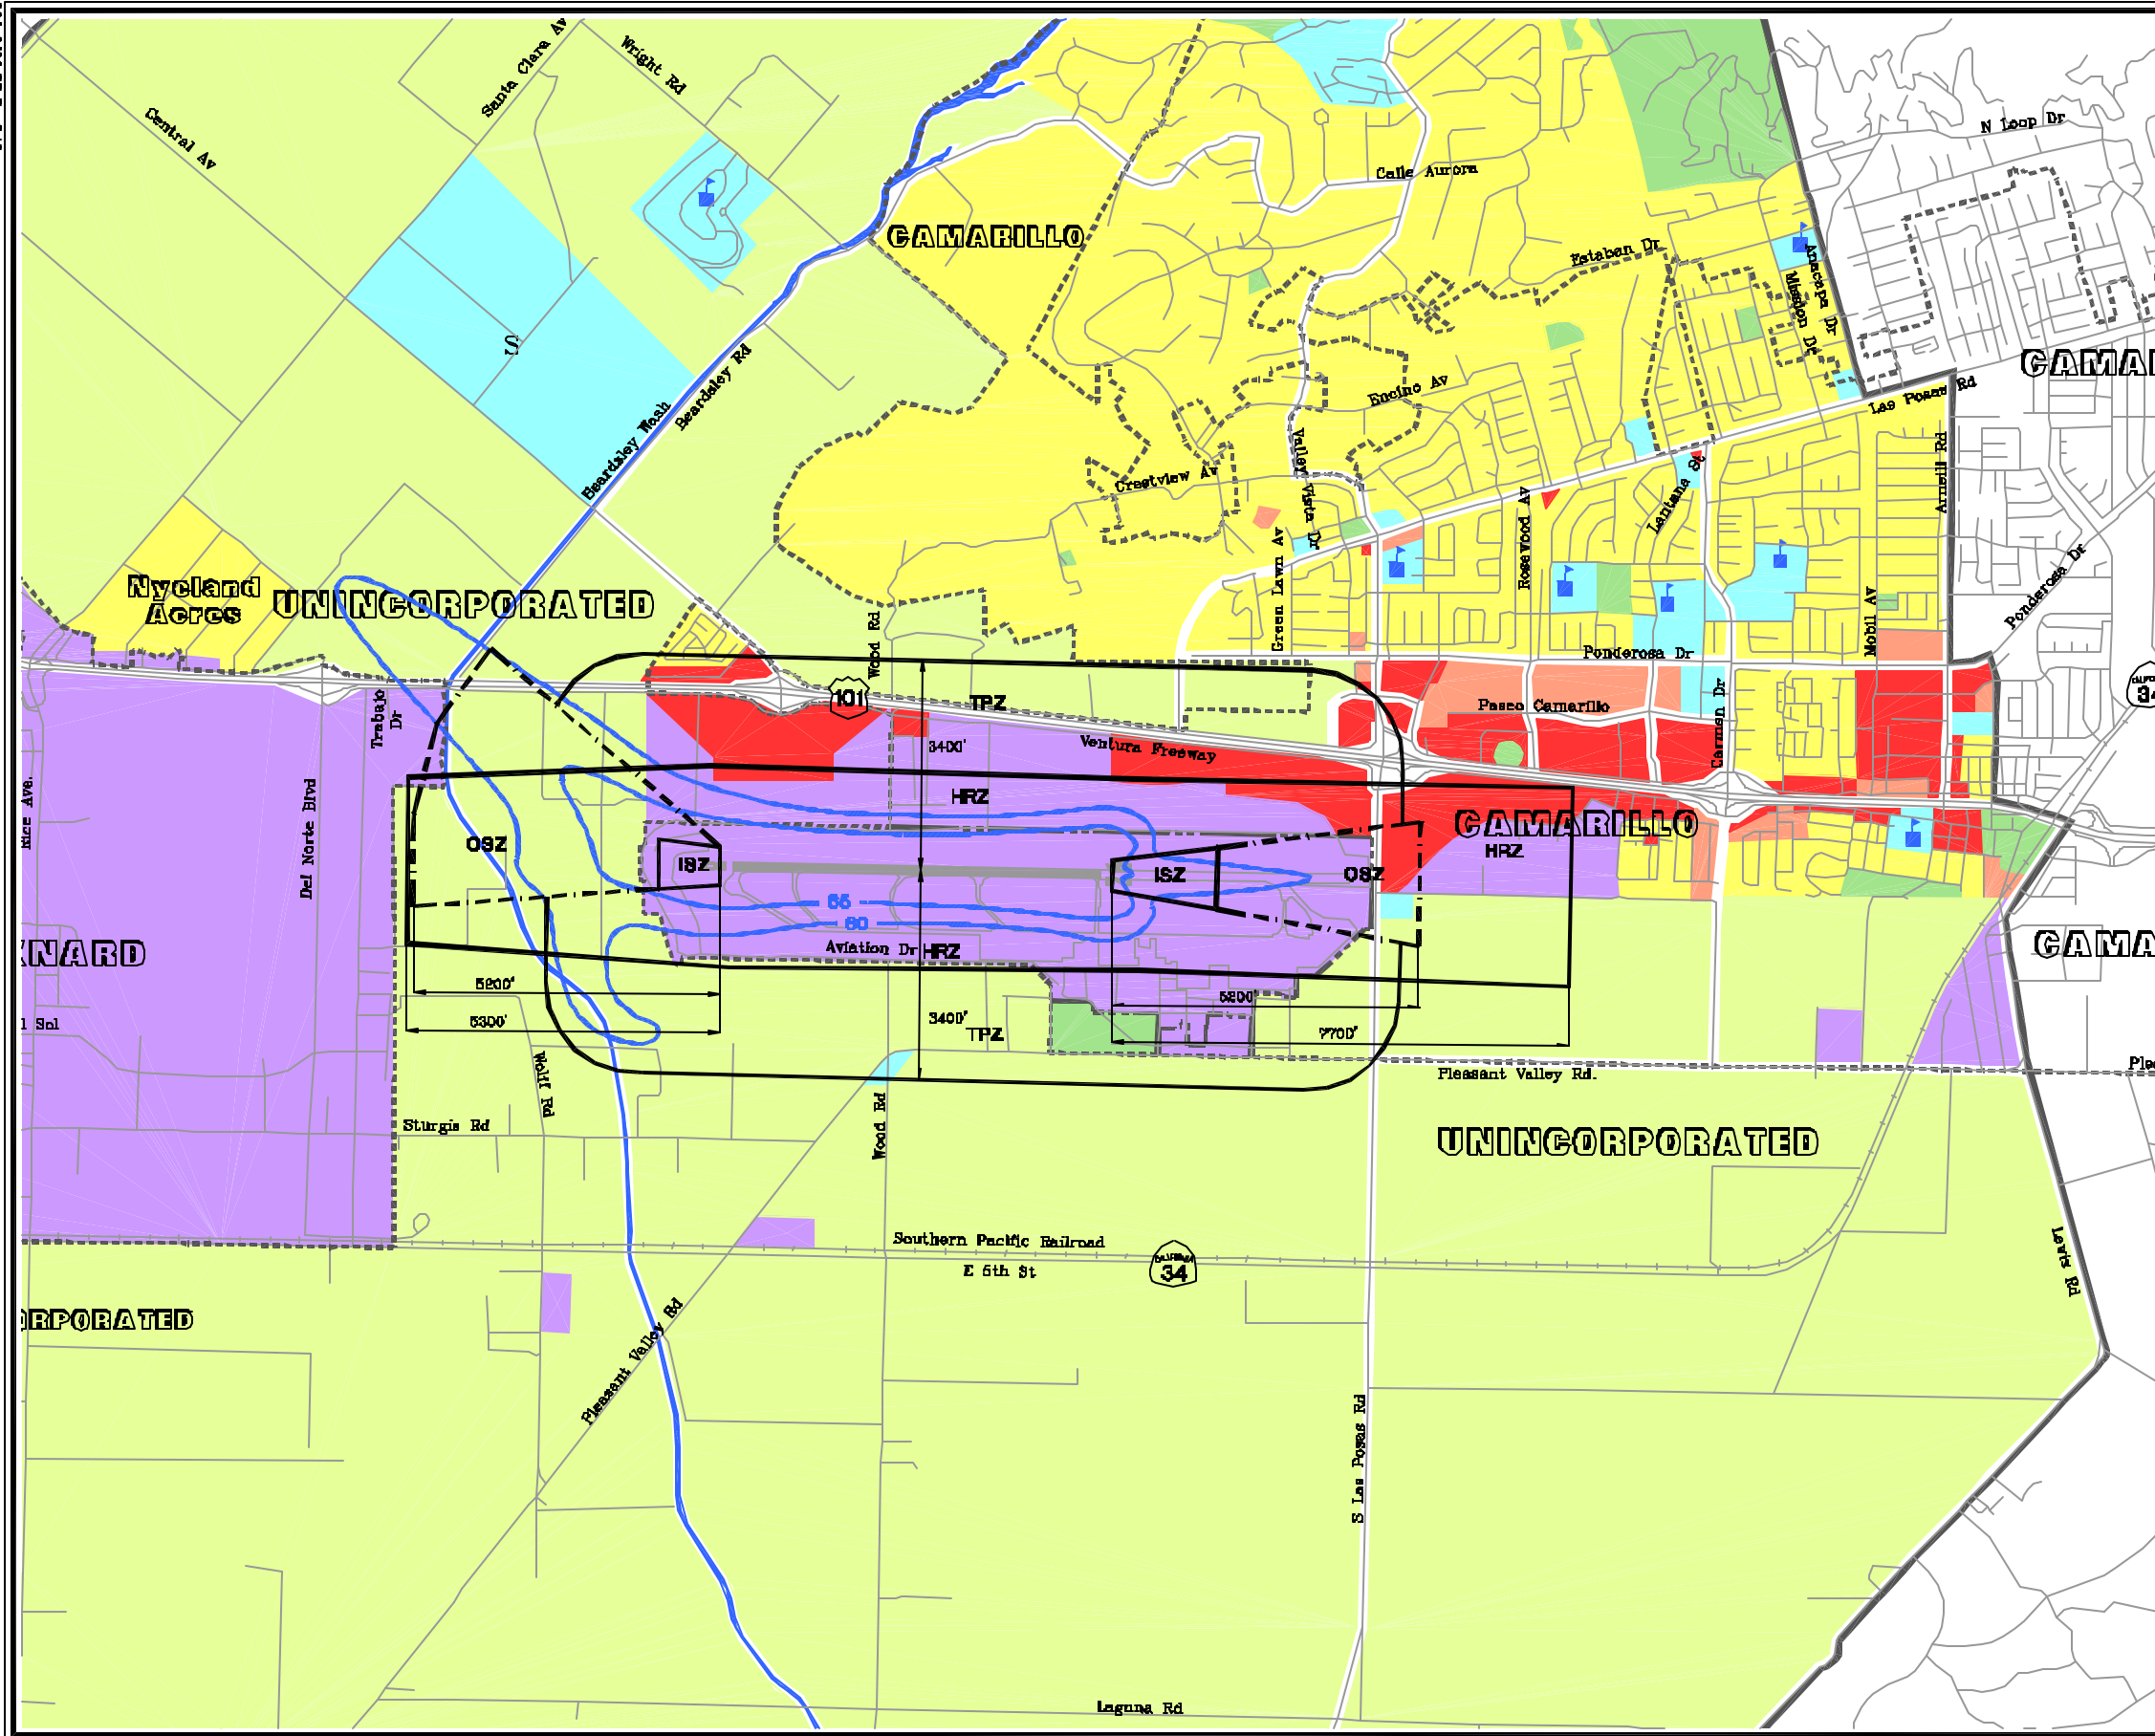 Santa Clara Av
Wright Rd
Central Av
N Loop Dr
Calle Aurora
CAMARILLO
Estaban Dr
Anacapa Dr
Mission Dr
S
Beardsley Wash
Beardsley Rd
Encino Av
Las Posas Rd
Crestview Av
Valley Vista Dr
Lantana St
Arneill Rd
Rosewood Av
Green Lawn Av
Ponderosa Dr
Mobil Av
Nyeland
Acres
UNINCORPORATED
Wood Rd
Ponderosa Dr
101
TPZ
Paseo Camarillo
Carmen Dr
Trabajo
Dr
3400'
Ventura Freeway
Rice Ave.
Del Norte Blvd
HRZ
CAMARILLO
HRZ
OSZ
ISZ
ISZ
OSZ
65
60
Aviation Dr
HRZ
5200'
5200'
5300'
3400'
TPZ
7700'
Wolff Rd
Pleasant Valley Rd.
Sturgis Rd
Wood Rd
UNINCORPORATED
Southern Pacific Railroad
E 5th St
CALIFORNIA
34
Lewis Rd
Pleasant Valley Rd
S Las Posas Rd
Laguna Rd